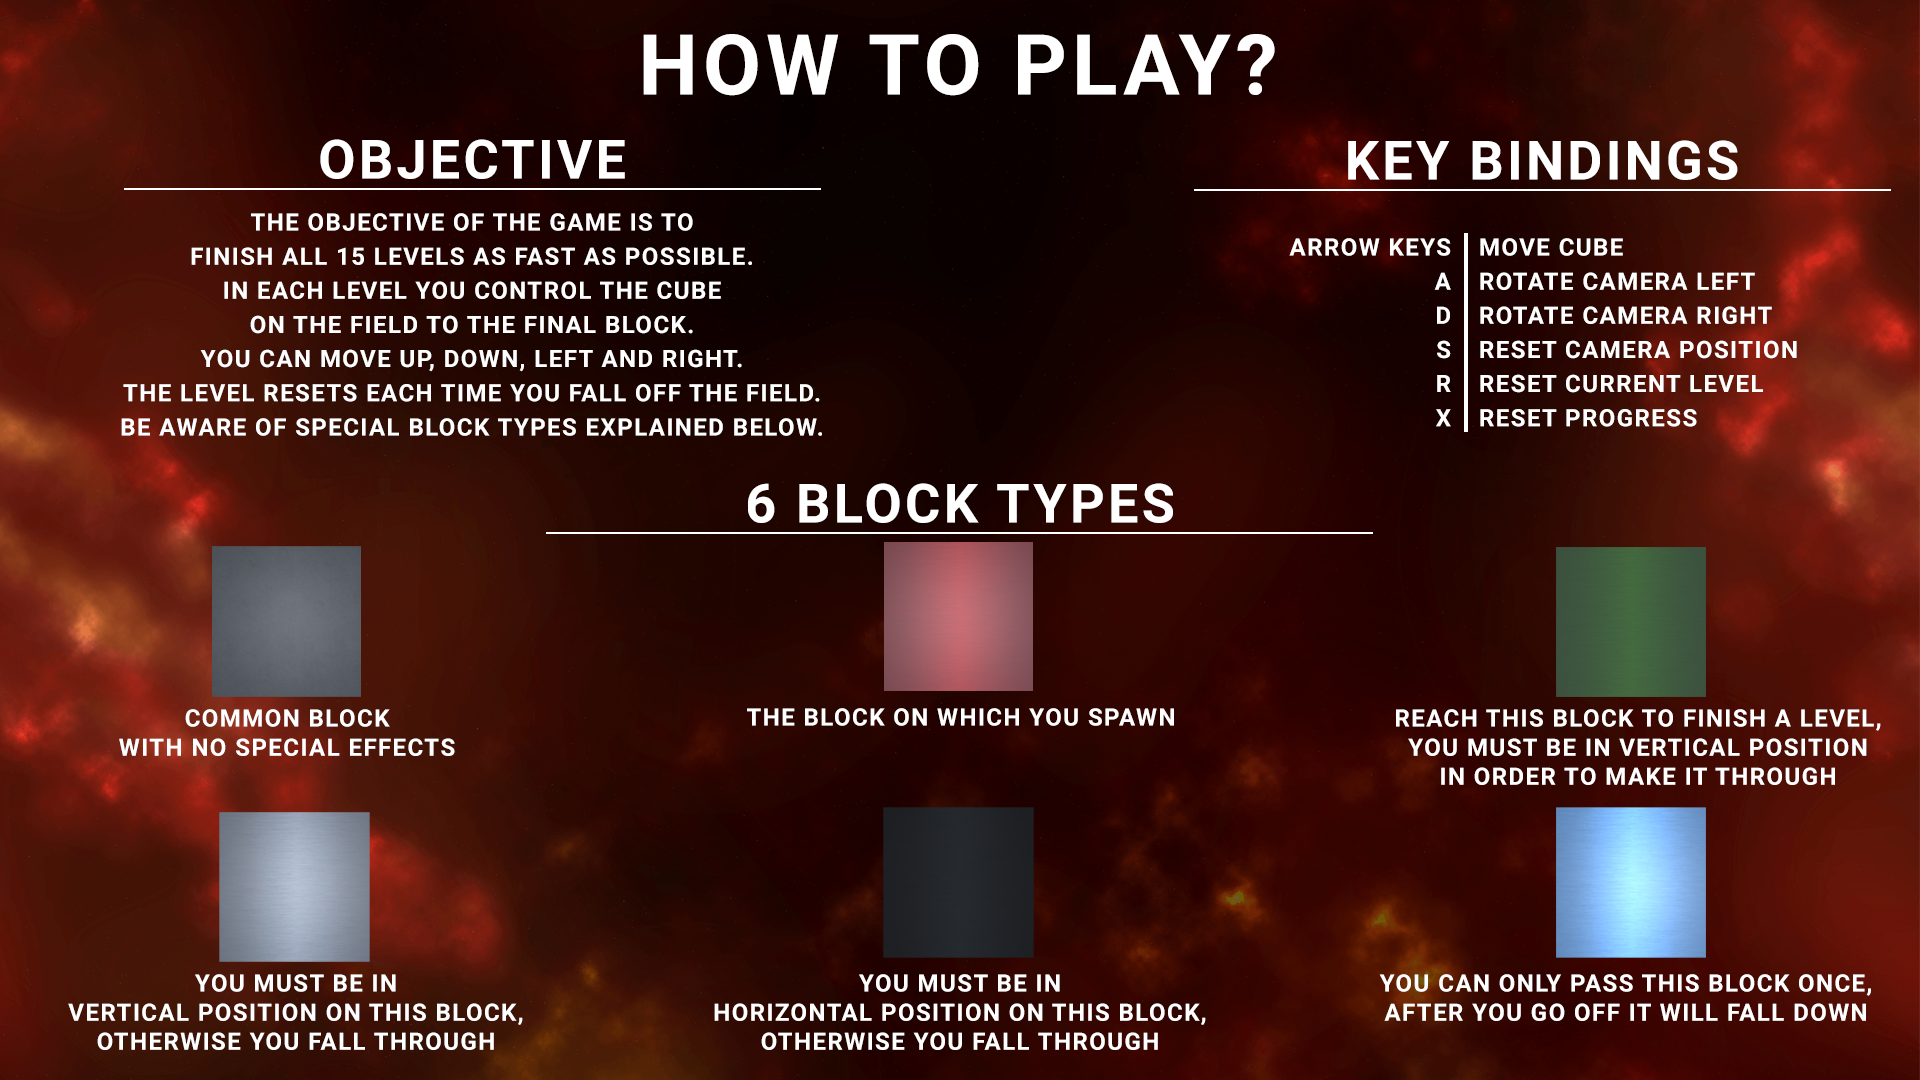 HOW TO PLAY?
OBJECTIVE
THE OBJECTIVE OF THE GAME IS TO
FINISH ALL 15 LEVELS AS FAST AS POSSIBLE.
IN EACH LEVEL YOU CONTROL THE CUBE
ON THE FIELD TO THE FINAL BLOCK.
YOU CAN MOVE UP, DOWN, LEFT AND RIGHT.
THE LEVEL RESETS EACH TIME YOU FALL OFF THE FIELD.
BE AWARE OF SPECIAL BLOCK TYPES EXPLAINED BELOW.
KEY BINDINGS
ARROW KEYS MOVE CUBE
A ROTATE CAMERA LEFT
D ROTATE CAMERA RIGHT
S RESET CAMERA POSITION
R RESET CURRENT LEVEL
X RESET PROGRESS
6 BLOCK TYPES
COMMON BLOCK
WITH NO SPECIAL EFFECTS
THE BLOCK ON WHICH YOU SPAWN
REACH THIS BLOCK TO FINISH A LEVEL,
YOU MUST BE IN VERTICAL POSITION
IN ORDER TO MAKE IT THROUGH
YOU MUST BE IN
VERTICAL POSITION ON THIS BLOCK,
OTHERWISE YOU FALL THROUGH
YOU MUST BE IN
HORIZONTAL POSITION ON THIS BLOCK,
OTHERWISE YOU FALL THROUGH
YOU CAN ONLY PASS THIS BLOCK ONCE,
AFTER YOU GO OFF IT WILL FALL DOWN